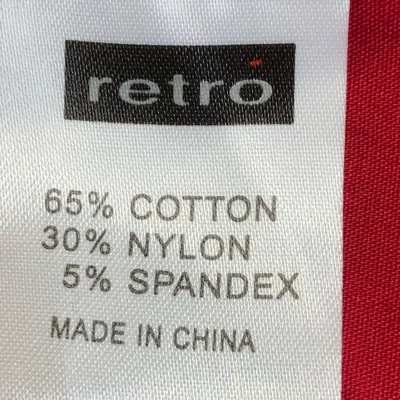 retro
65% COTTON
30% NYLON
5% SPANDEX
MADE IN CHINA